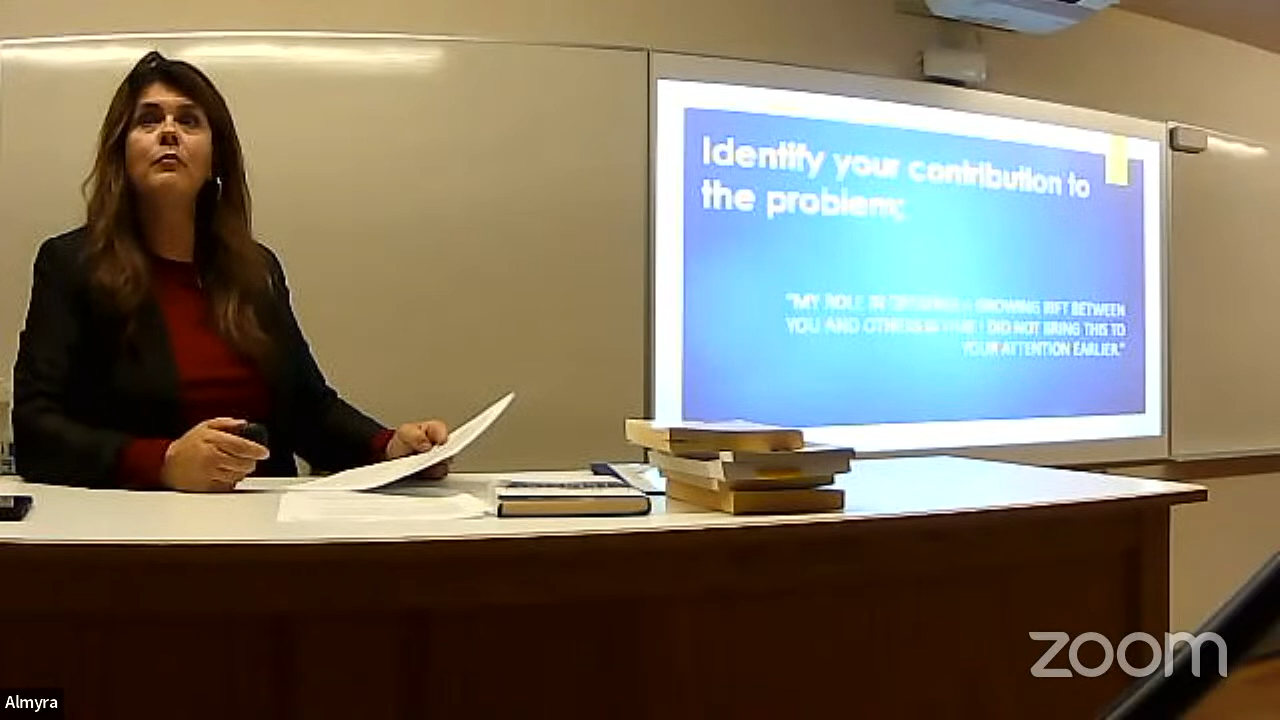 Identify your contribution to
the problem:
"MY ROLE IN GROWING RIFT BETWEEN
YOU AND OTHERS I DID NOT BRING THIS TO
YOUR ATTENTION EARLIER."
zoom
Almyra